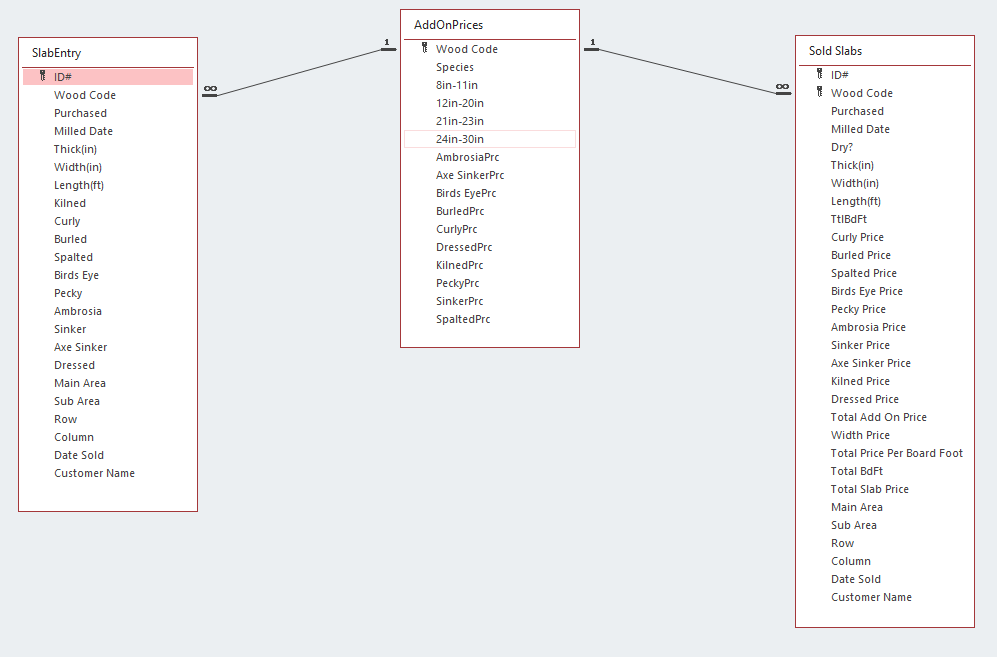 SlabEntry
ID#
Wood Code
Purchased
Milled Date
Thick(in)
Width(in)
Length(ft)
Kilned
Curly
Burled
Spalted
Birds Eye
Pecky
Ambrosia
Sinker
Axe Sinker
Dressed
Main Area
Sub Area
Row
Column
Date Sold
Customer Name
1
∞
AddOnPrices
Wood Code
Species
8in-11in
12in-20in
21in-23in
24in-30in
AmbrosiaPrc
Axe SinkerPrc
Birds EyePrc
BurledPrc
CurlyPrc
DressedPrc
KilnedPrc
PeckyPrc
SinkerPrc
SpaltedPrc
1
∞
Sold Slabs
ID#
Wood Code
Purchased
Milled Date
Dry?
Thick(in)
Width(in)
Length(ft)
TtlBdFt
Curly Price
Burled Price
Spalted Price
Birds Eye Price
Pecky Price
Ambrosia Price
Sinker Price
Axe Sinker Price
Kilned Price
Dressed Price
Total Add On Price
Width Price
Total Price Per Board Foot
Total BdFt
Total Slab Price
Main Area
Sub Area
Row
Column
Date Sold
Customer Name